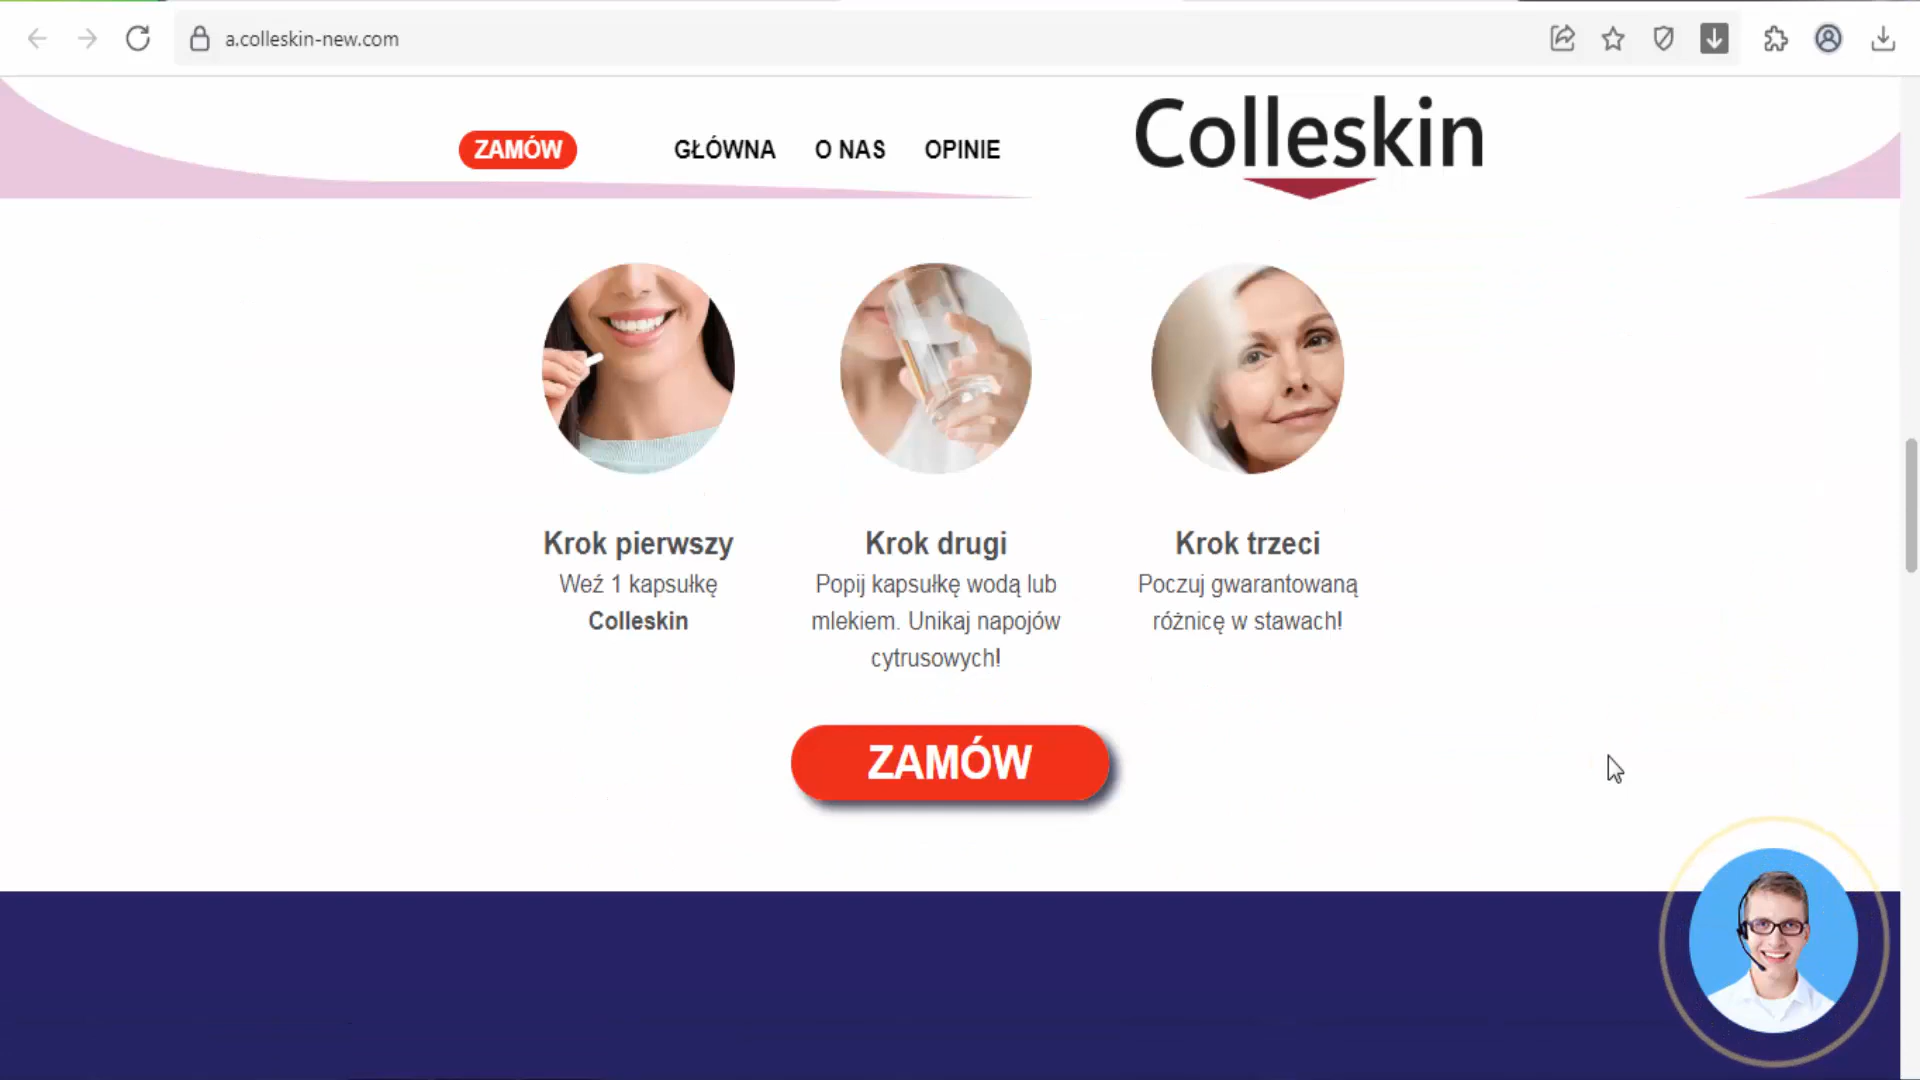 a.colleskin-new.com
ZAMÓW
GŁÓWNA
O NAS
OPINIE
Colleskin
Krok pierwszy
Weź 1 kapsułkę
Colleskin
Krok drugi
Popij kapsułkę wodą lub
mlekiem. Unikaj napojów
cytrusowych!
Krok trzeci
Poczuj gwarantowaną
różnicę w stawach!
ZAMÓW